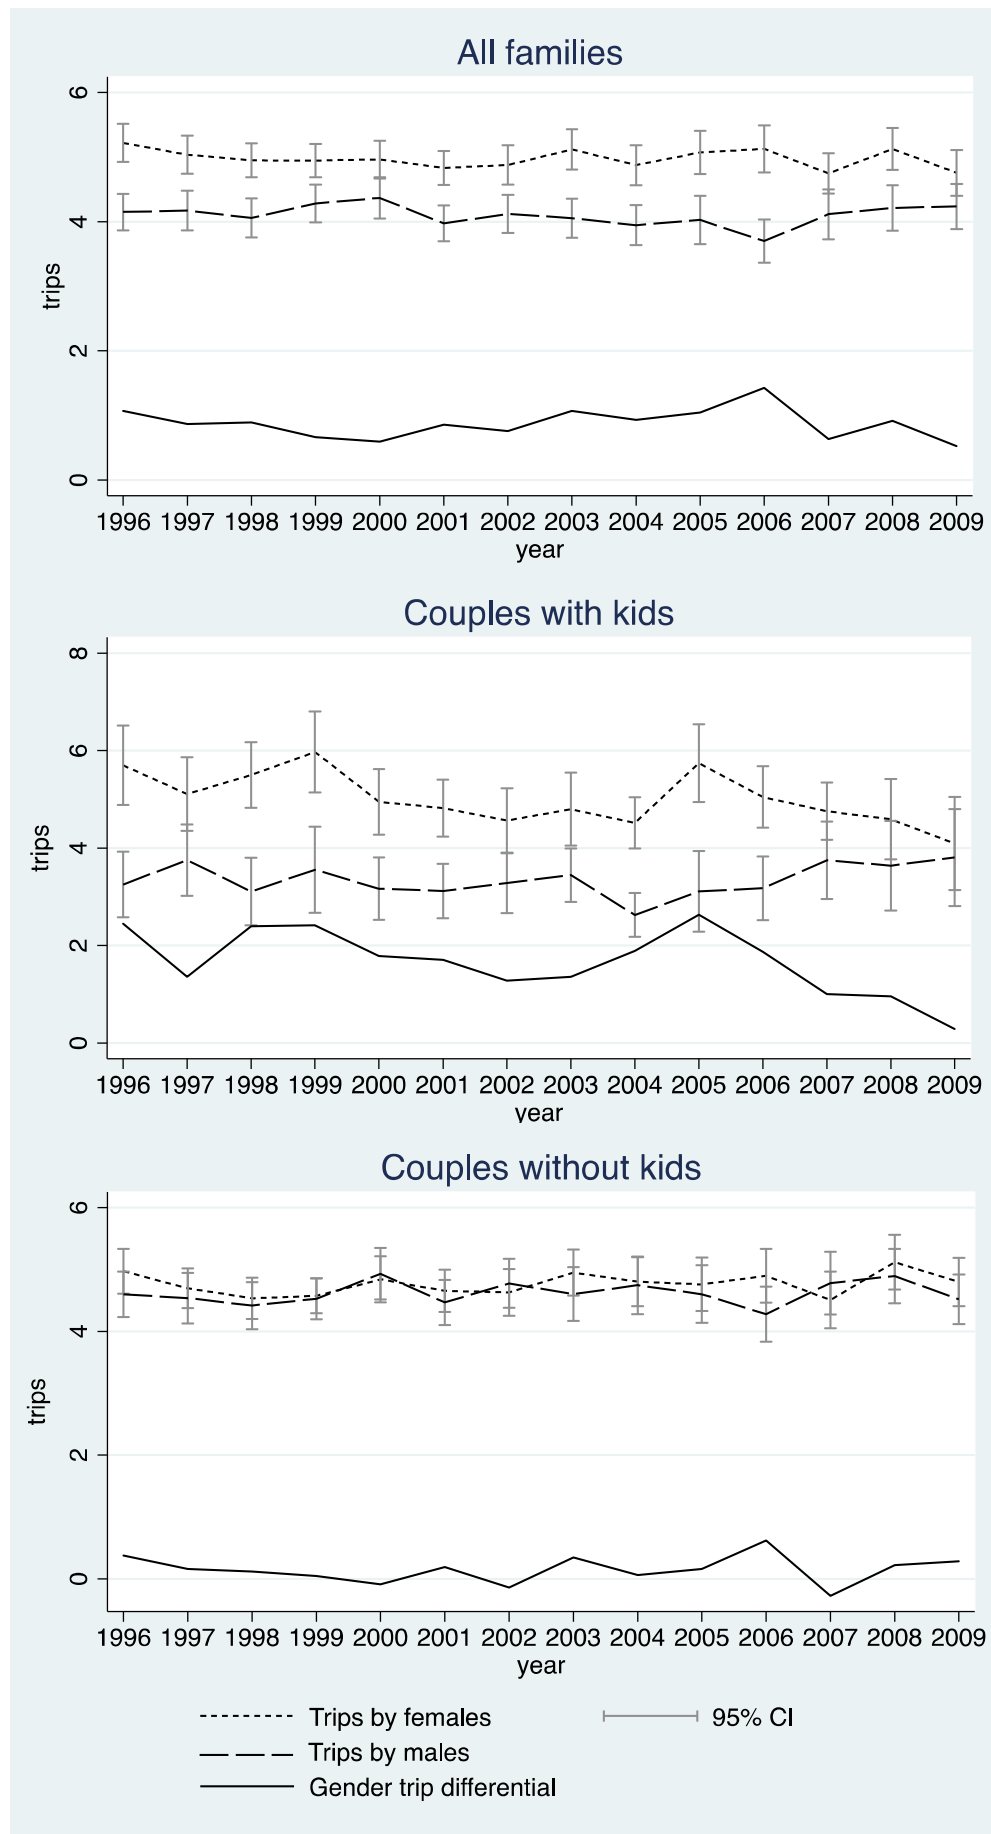 All families
6
4
2
0
trips
1996 1997 1998 1999 2000 2001 2002 2003 2004 2005 2006 2007 2008 2009
year
Couples with kids
8
6
4
2
0
trips
1996 1997 1998 1999 2000 2001 2002 2003 2004 2005 2006 2007 2008 2009
year
Couples without kids
6
4
2
0
trips
1996 1997 1998 1999 2000 2001 2002 2003 2004 2005 2006 2007 2008 2009
year
Trips by females 95% CI
Trips by males
Gender trip differential